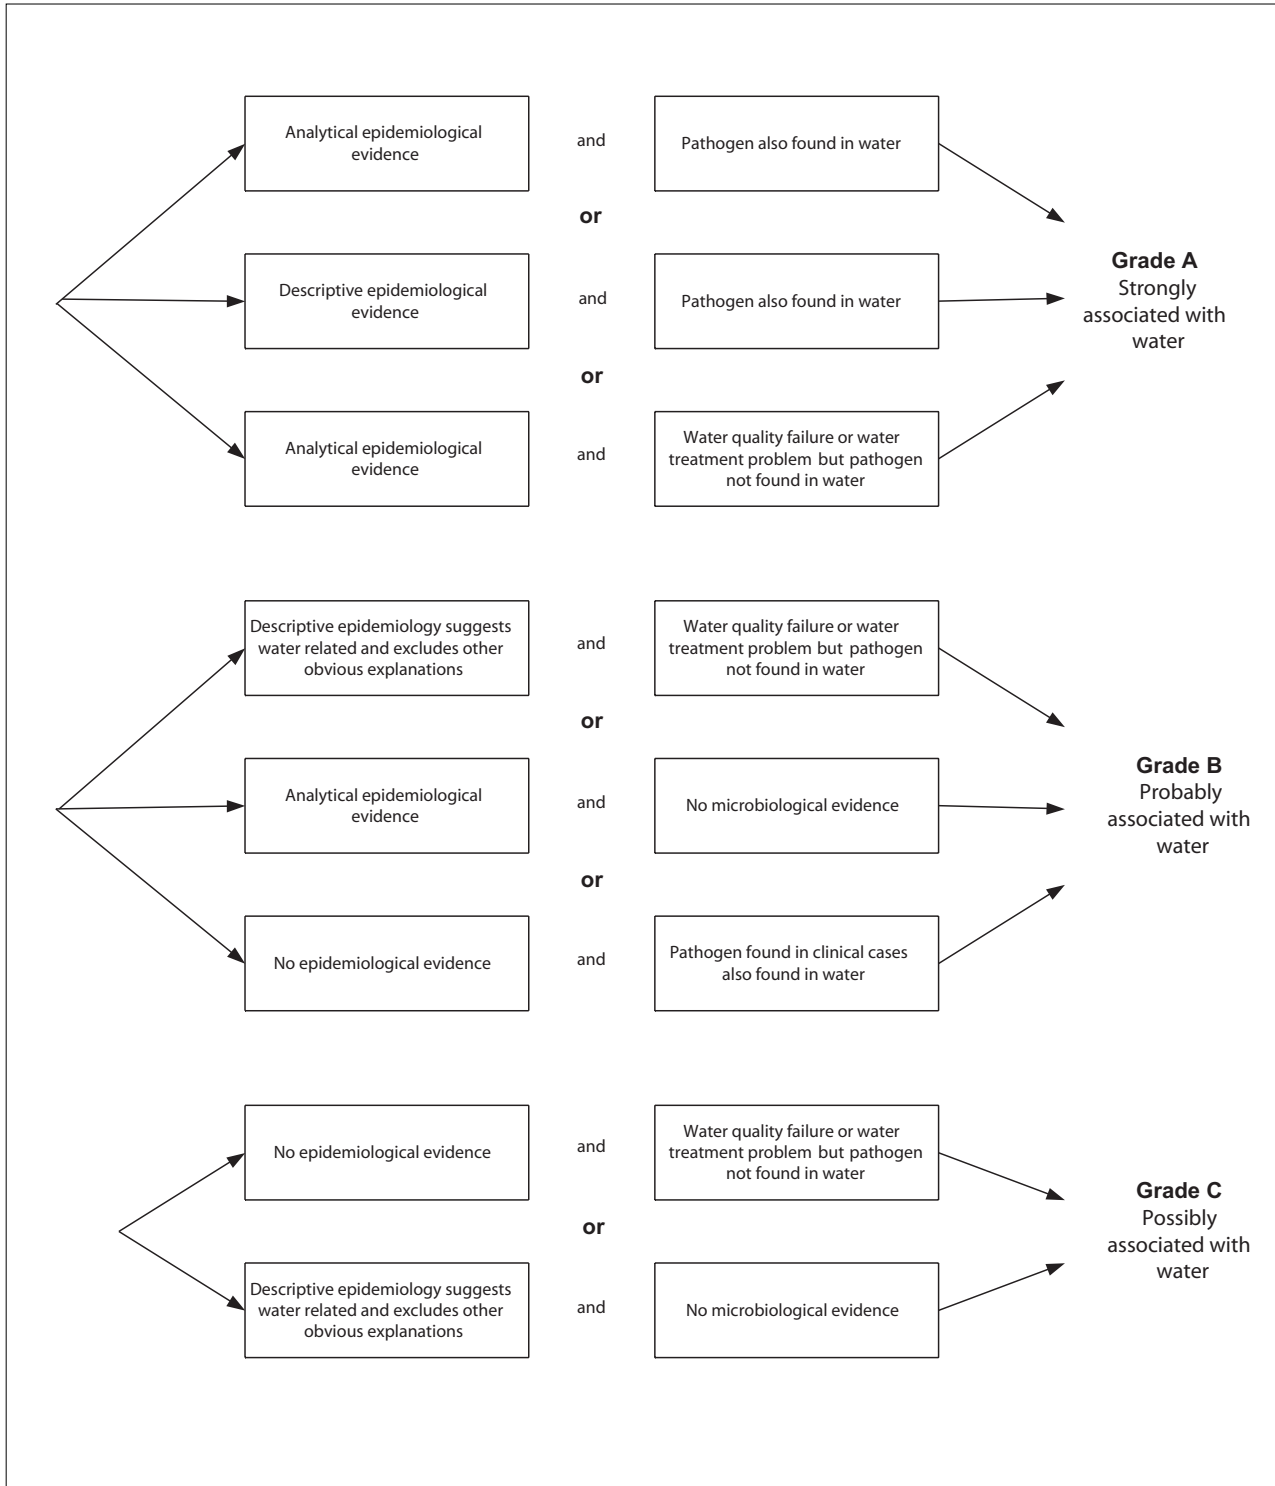 Analytical epidemiological
evidence
and
Pathogen also found in water
or
Descriptive epidemiological
evidence
and
Pathogen also found in water
or
Analytical epidemiological
evidence
and
Water quality failure or water
treatment problem but pathogen
not found in water
Grade A
Strongly
associated with
water
Descriptive epidemiology suggests
water related and excludes other
obvious explanations
and
Water quality failure or water
treatment problem but pathogen
not found in water
or
Analytical epidemiological
evidence
and
No microbiological evidence
or
No epidemiological evidence
and
Pathogen found in clinical cases
also found in water
Grade B
Probably
associated with
water
No epidemiological evidence
and
Water quality failure or water
treatment problem but pathogen
not found in water
or
Descriptive epidemiology suggests
water related and excludes other
obvious explanations
and
No microbiological evidence
Grade C
Possibly
associated with
water